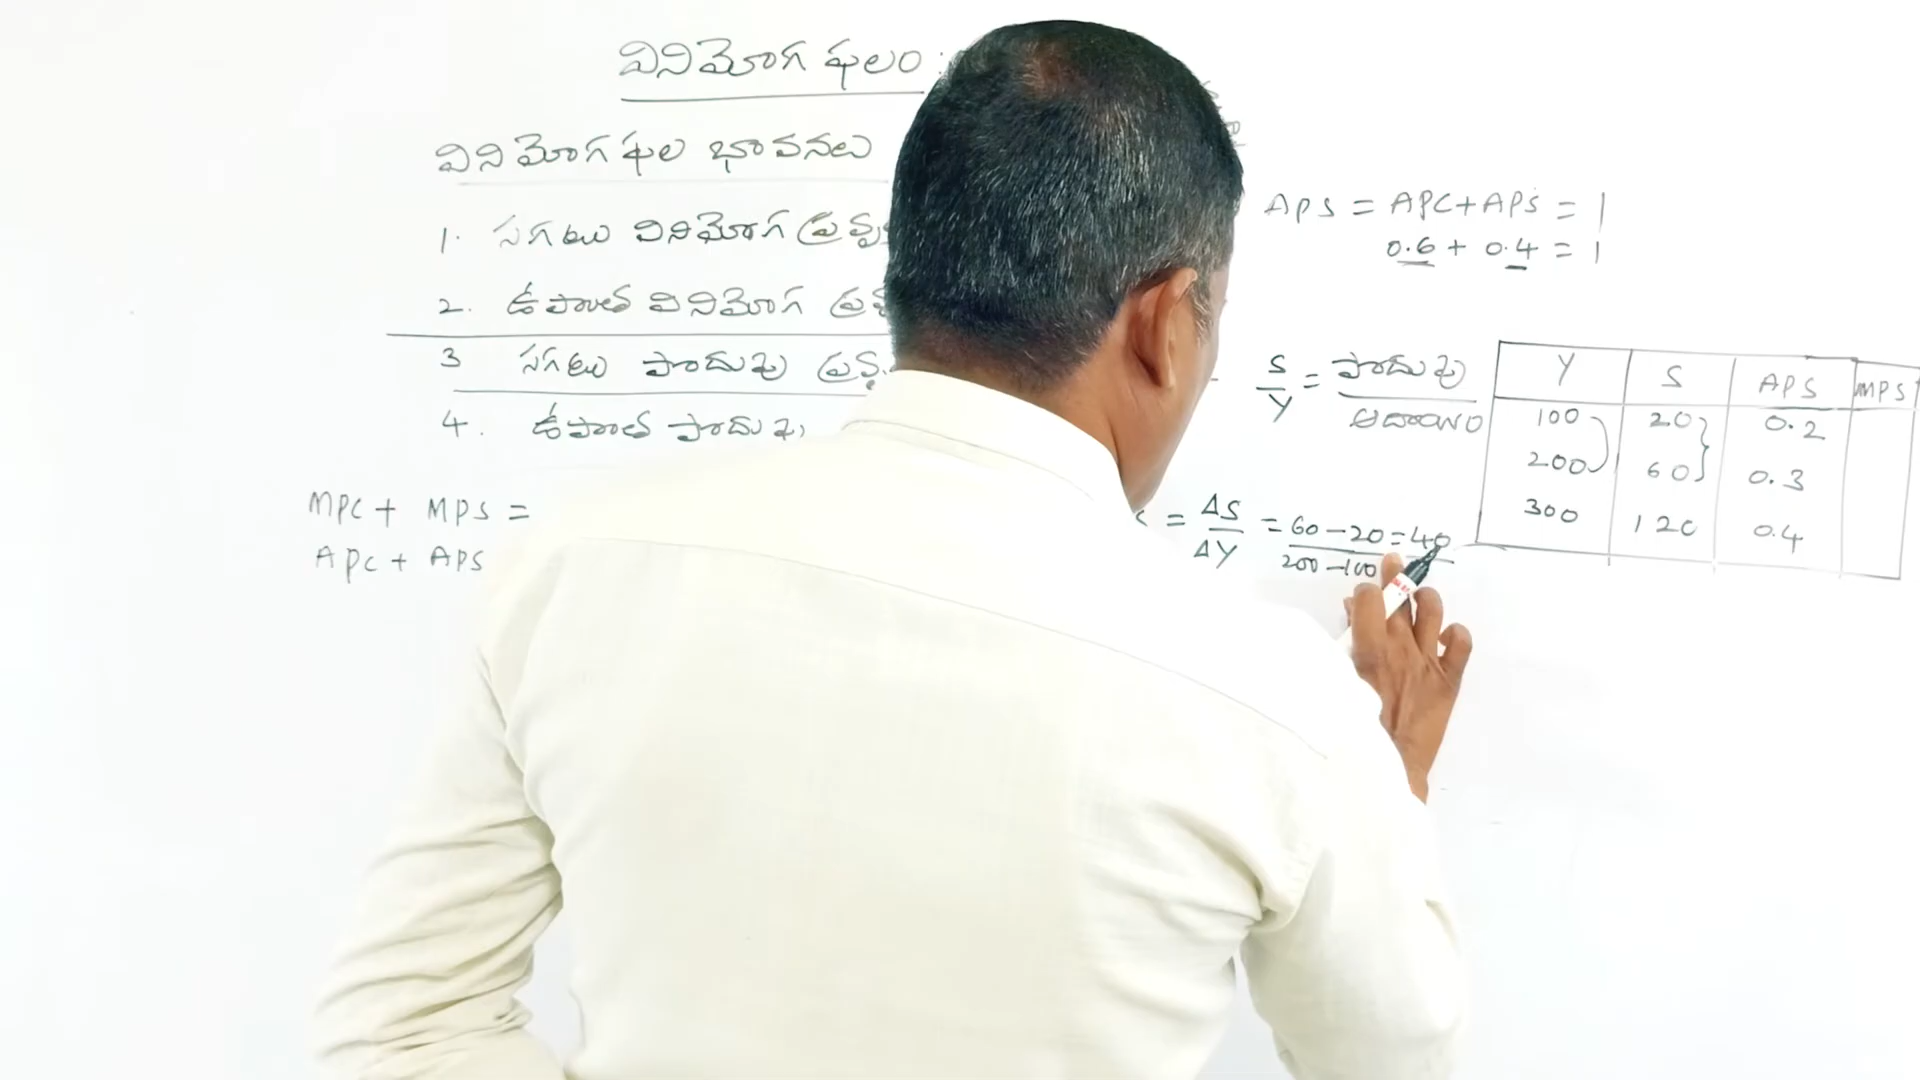 వినిమోగ ఫలం :
వినిమోగ ఫల భావనలు
1. సగటు వినిమోగ
2. ఉపాంత వినిమోగ
3 సగటు పొదుపు
4. ఉపాంత పొదుపు
MPC + MPS =
APC + APS
APS = APC + APS = 1
0.6 + 0.4 = 1
S/Y = పొదుపు / ఆదాయం
= ΔS/ΔY = 60 - 20 / 200 - 100 = 40
Y S APS MPS
100 20 0.2
200 60 0.3
300 120 0.4